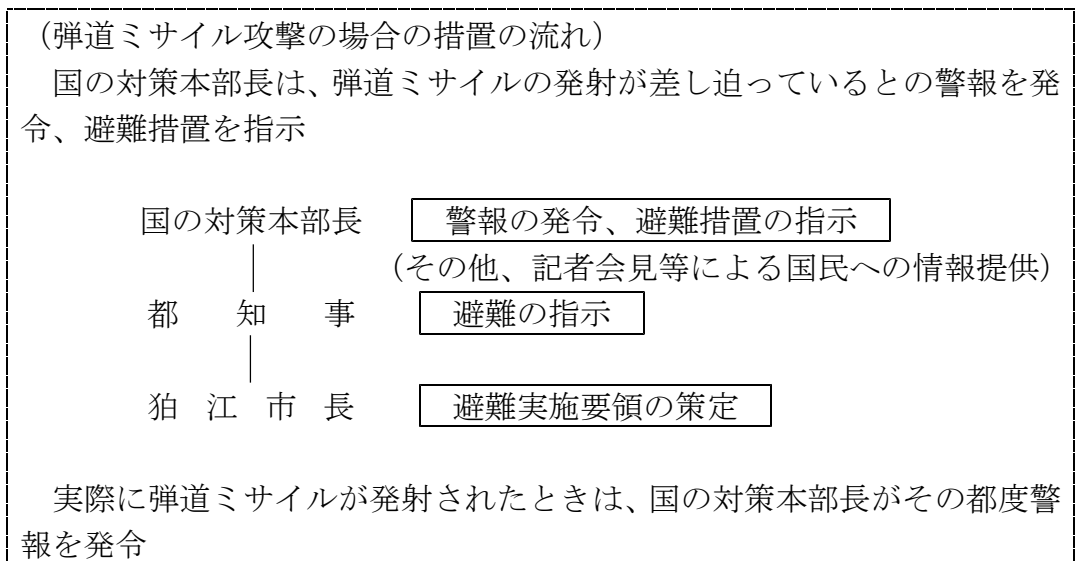 (弾道ミサイル攻撃の場合の措置の流れ)
国の対策本部長は、弾道ミサイルの発射が差し迫っているとの警報を発
令、避難措置を指示
国の対策本部長 警報の発令、避難措置の指示
(その他、記者会見等による国民への情報提供)
都知事 避難の指示
狛江市長 避難実施要領の策定
実際に弾道ミサイルが発射されたときは、国の対策本部長がその都度警
報を発令